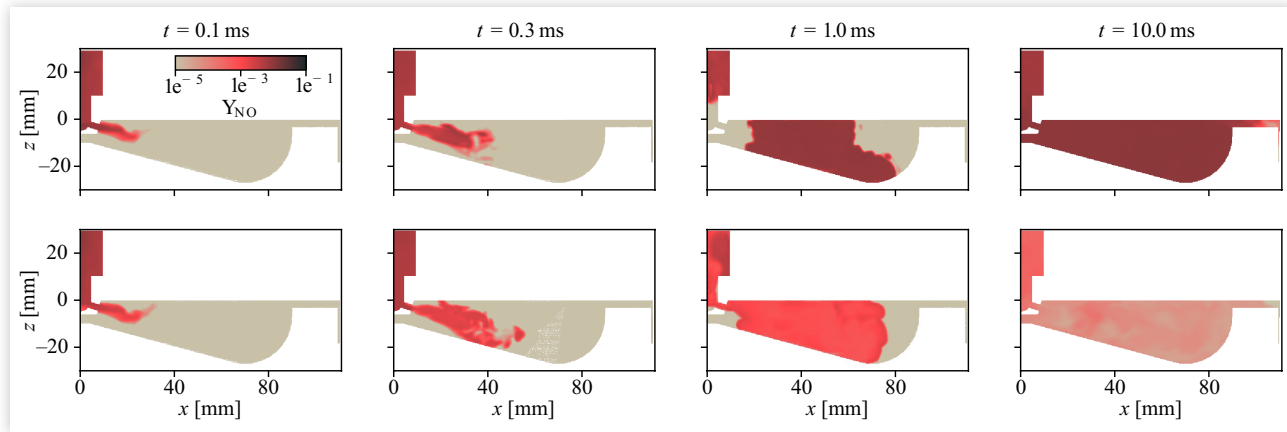 t = 0.1 ms
t = 0.3 ms
t = 1.0 ms
t = 10.0 ms
20
0
−20
z [mm]
1e⁻⁵ 1e⁻³ 1e⁻¹
Y_NO
20
0
−20
z [mm]
0 40 80
0 40 80
0 40 80
0 40 80
x [mm]
x [mm]
x [mm]
x [mm]